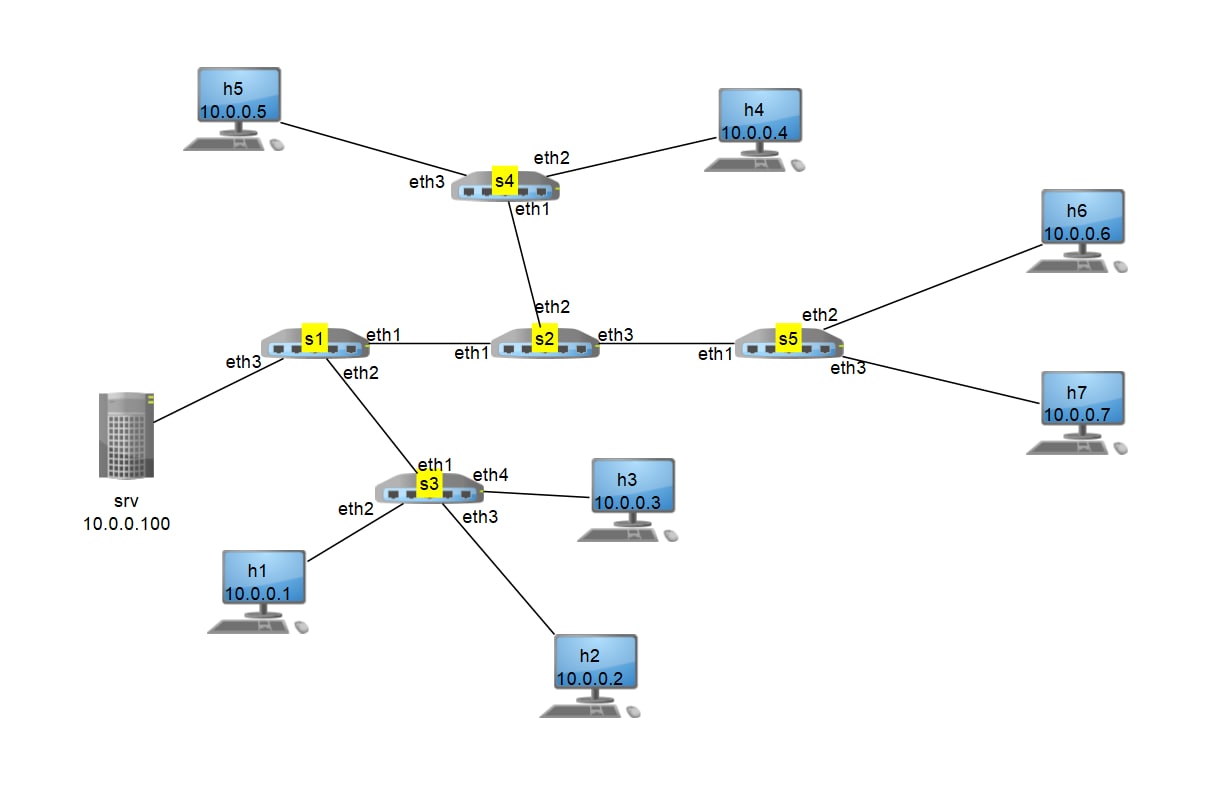 h5
10.0.0.5
h4
10.0.0.4
eth2
eth3
s4
eth1
h6
10.0.0.6
eth2
eth2
s1
eth1
s2
eth3
s5
eth3
eth1
eth1
eth2
eth3
h7
10.0.0.7
srv
10.0.0.100
eth1
s3
eth4
eth2
eth3
h3
10.0.0.3
h1
10.0.0.1
h2
10.0.0.2